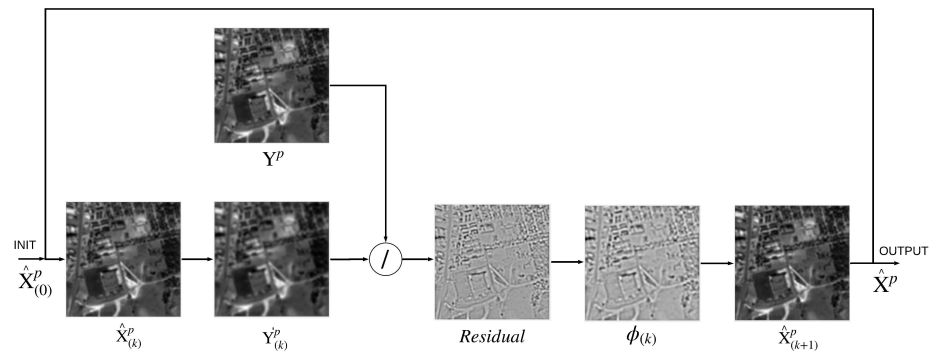 Y^p
INIT
/
OUTPUT
X̂^p_(0)
X̂^p
X̂^p_(k)
Y'^p_(k)
Residual
ϕ_(k)
X̂^p_(k+1)